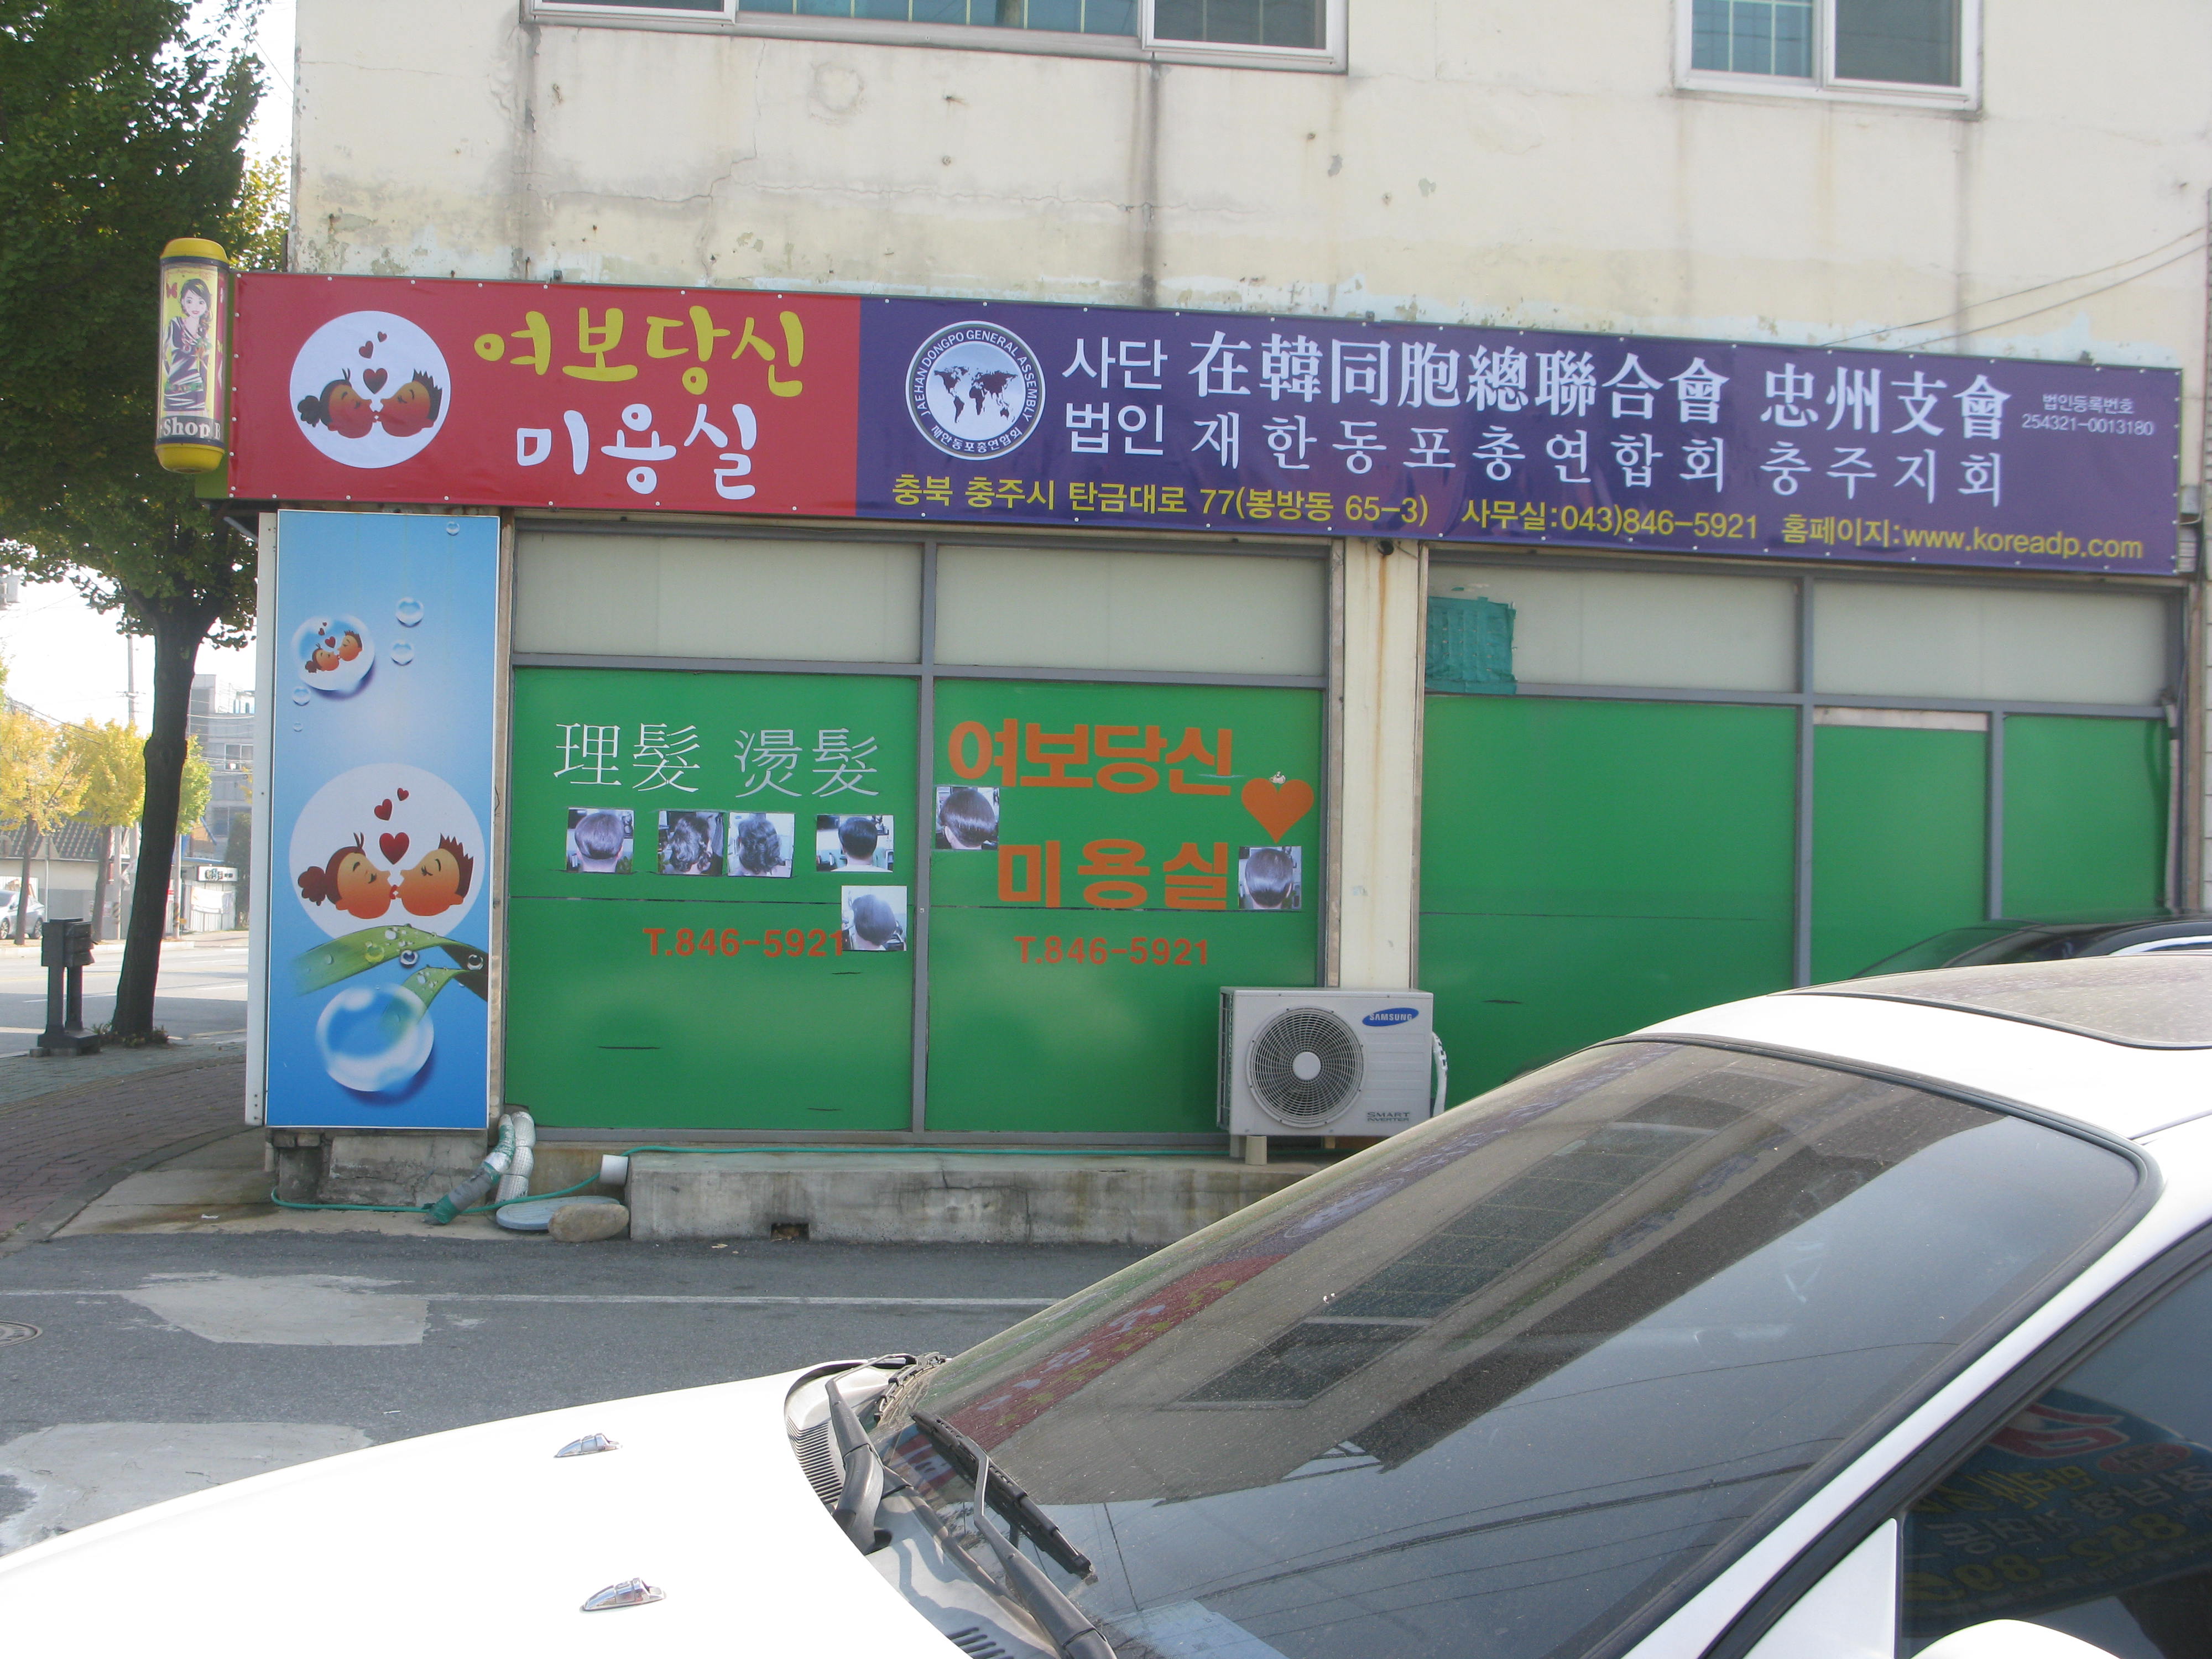 Shop
여보당신
미용실
JAEHAN DONGPO GENERAL ASSEMBLY
재한동포총연합회
사단
법인
在韓同胞總聯合會 忠州支會
재한동포총연합회 충주지회
법인등록번호
254321-0013180
충북 충주시 탄금대로 77(봉방동 65-3) 사무실:043)846-5921 홈페이지:www.koreadp.com
理髮 燙髮
T.846-5921
여보당신
미용실
T.846-5921
SAMSUNG
SMART
INVERTER